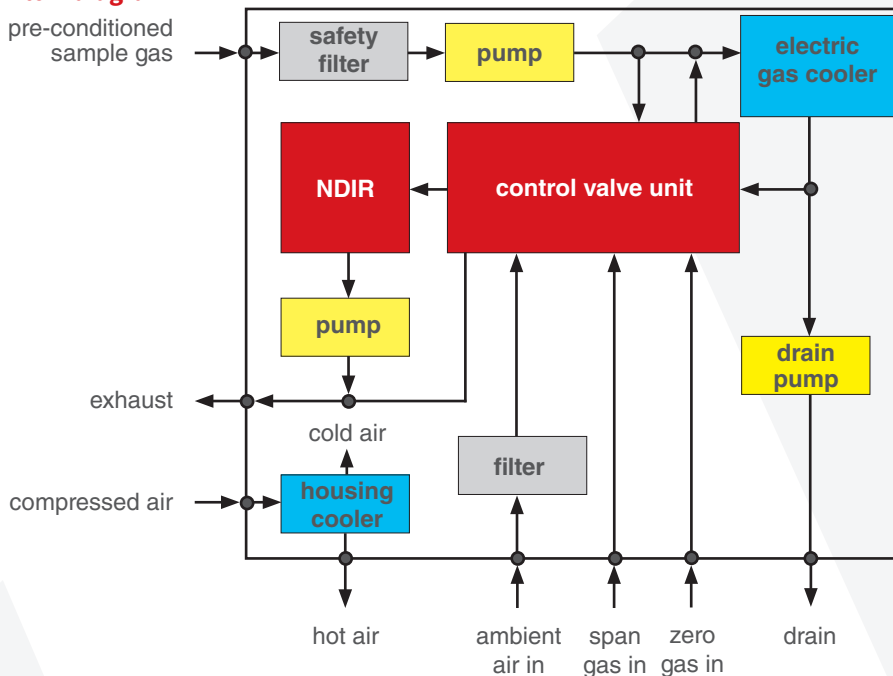 pre-conditioned
sample gas
safety
filter
pump
electric
gas cooler
NDIR
control valve unit
pump
drain
pump
exhaust
cold air
filter
compressed air
housing
cooler
hot air
ambient
air in
span
gas in
zero
gas in
drain